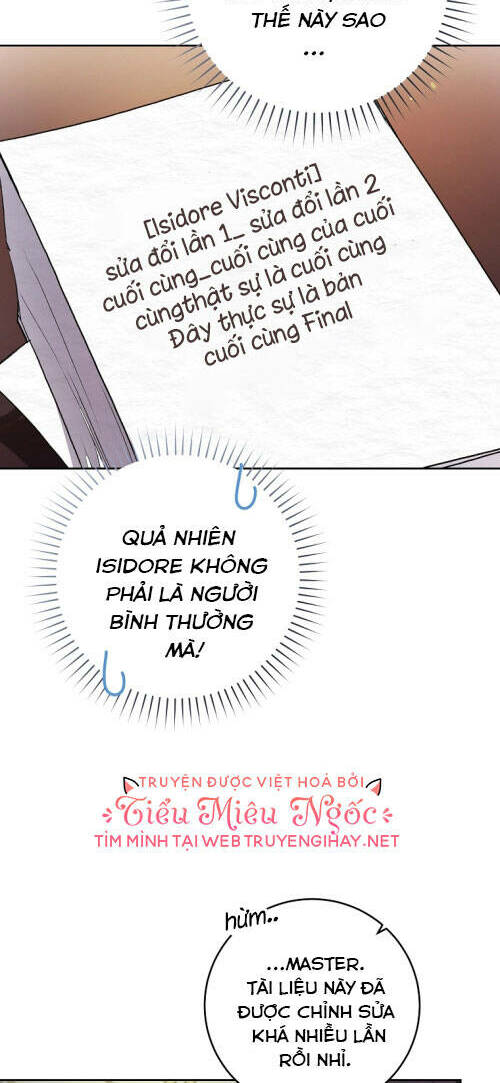 THẾ NÀY SAO
...
[Isidore Visconti]
sửa đổi lần 1_ sửa đổi lần 2
cuối cùng_cuối cùng của cuối
cùngthật sự là cuối cùng
Đây thực sự là bản
cuối cùng Final
QUẢ NHIÊN
ISIDORE KHÔNG
PHẢI LÀ NGƯỜI
BÌNH THƯỜNG
MÀ!
TRUYỆN ĐƯỢC VIỆT HOÁ BỞI
Tiểu Miêu Ngốc
TÌM MÌNH TẠI WEB TRUYENGIHAY.NET
hừm..
...MASTER.
TÀI LIỆU NÀY ĐÃ
ĐƯỢC CHỈNH SỬA
KHÁ NHIỀU LẦN
RỒI NHỈ.